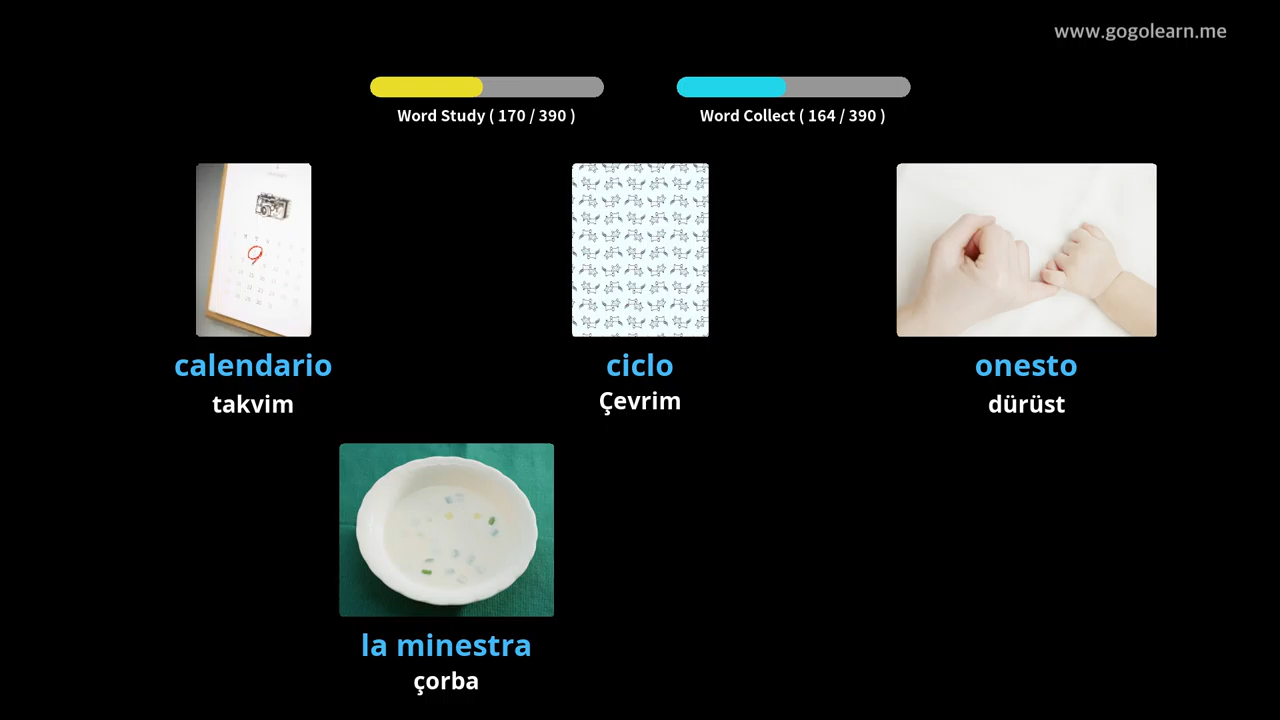 www.gogolearn.me
Word Study ( 170 / 390 )
Word Collect ( 164 / 390 )
calendario
takvim
ciclo
Çevrim
onesto
dürüst
la minestra
çorba